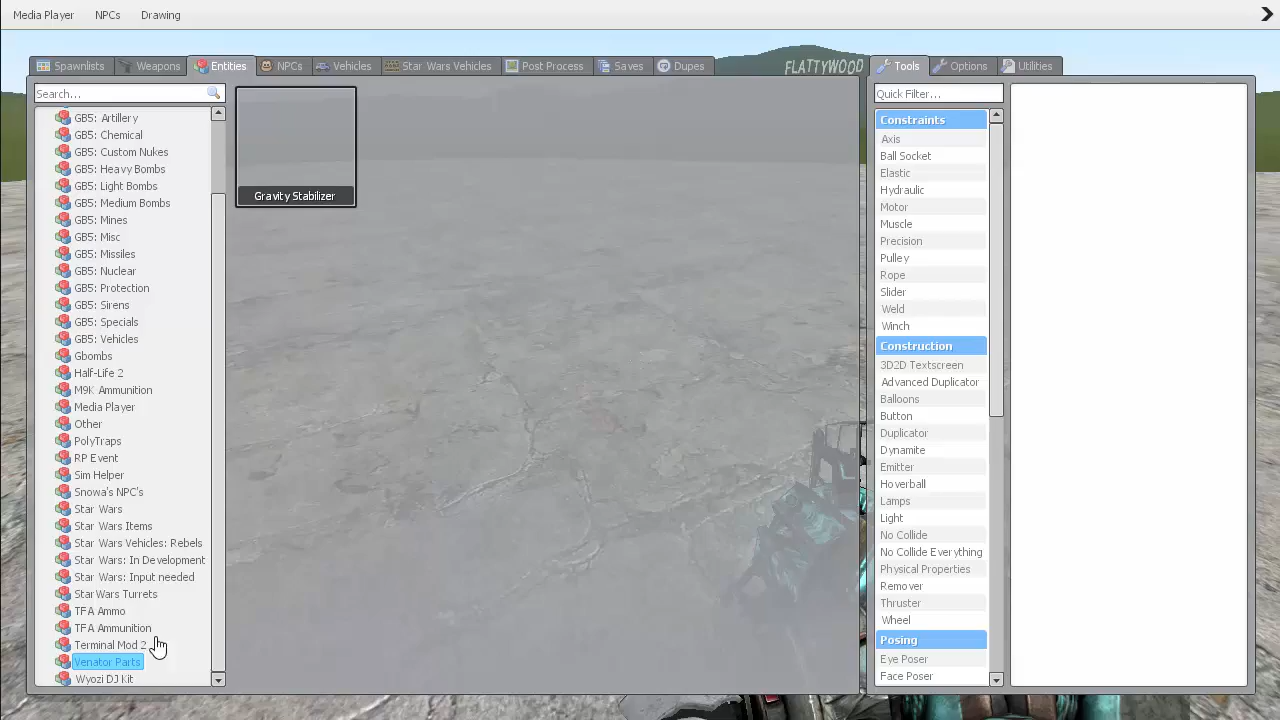 Media Player NPCs Drawing
Spawnlists Weapons Entities NPCs Vehicles Star Wars Vehicles Post Process Saves Dupes
FLATTYWOOD
Tools Options Utilities
Search...
GB5: Artillery
GB5: Chemical
GB5: Custom Nukes
GB5: Heavy Bombs
GB5: Light Bombs
GB5: Medium Bombs
GB5: Mines
GB5: Misc
GB5: Missiles
GB5: Nuclear
GB5: Protection
GB5: Sirens
GB5: Specials
GB5: Vehicles
Gbombs
Half-Life 2
M9K Ammunition
Media Player
Other
PolyTraps
RP Event
Sim Helper
Snowa's NPC's
Star Wars
Star Wars Items
Star Wars Vehicles: Rebels
Star Wars: In Development
Star Wars: Input needed
StarWars Turrets
TFA Ammo
TFA Ammunition
Terminal Mod 2
Venator Parts
Wyozi DJ Kit
Gravity Stabilizer
Quick Filter...
Constraints
Axis
Ball Socket
Elastic
Hydraulic
Motor
Muscle
Precision
Pulley
Rope
Slider
Weld
Winch
Construction
3D2D Textscreen
Advanced Duplicator
Balloons
Button
Duplicator
Dynamite
Emitter
Hoverball
Lamps
Light
No Collide
No Collide Everything
Physical Properties
Remover
Thruster
Wheel
Posing
Eye Poser
Face Poser